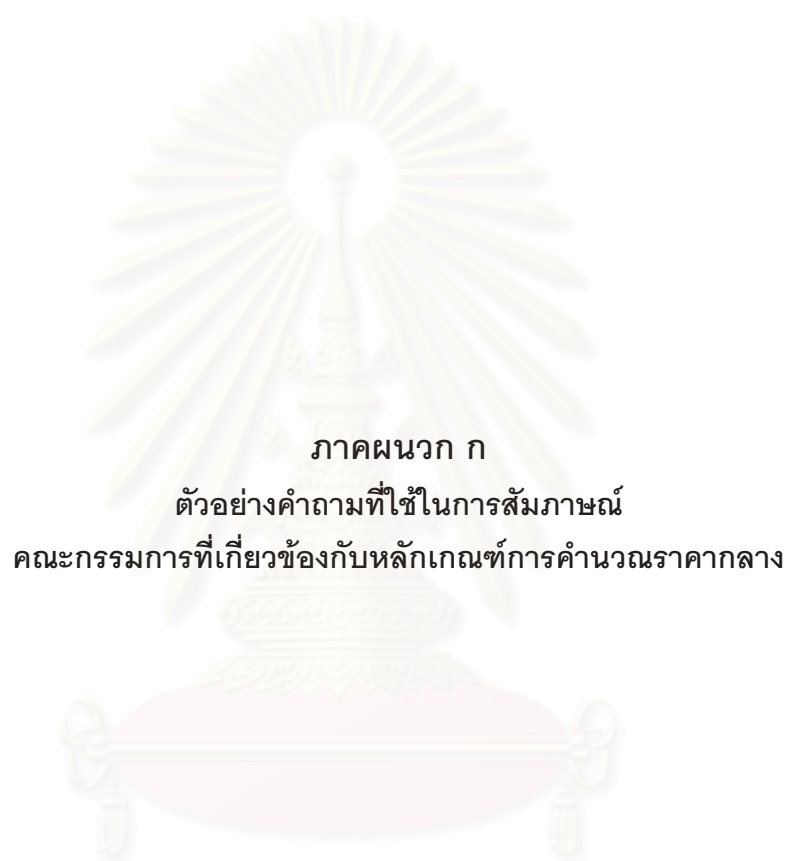 ภาคผนวก ก
ตัวอย่างคำถามที่ใช้ในการสัมภาษณ์
คณะกรรมการที่เกี่ยวข้องกับหลักเกณฑ์การคำนวณราคากลาง